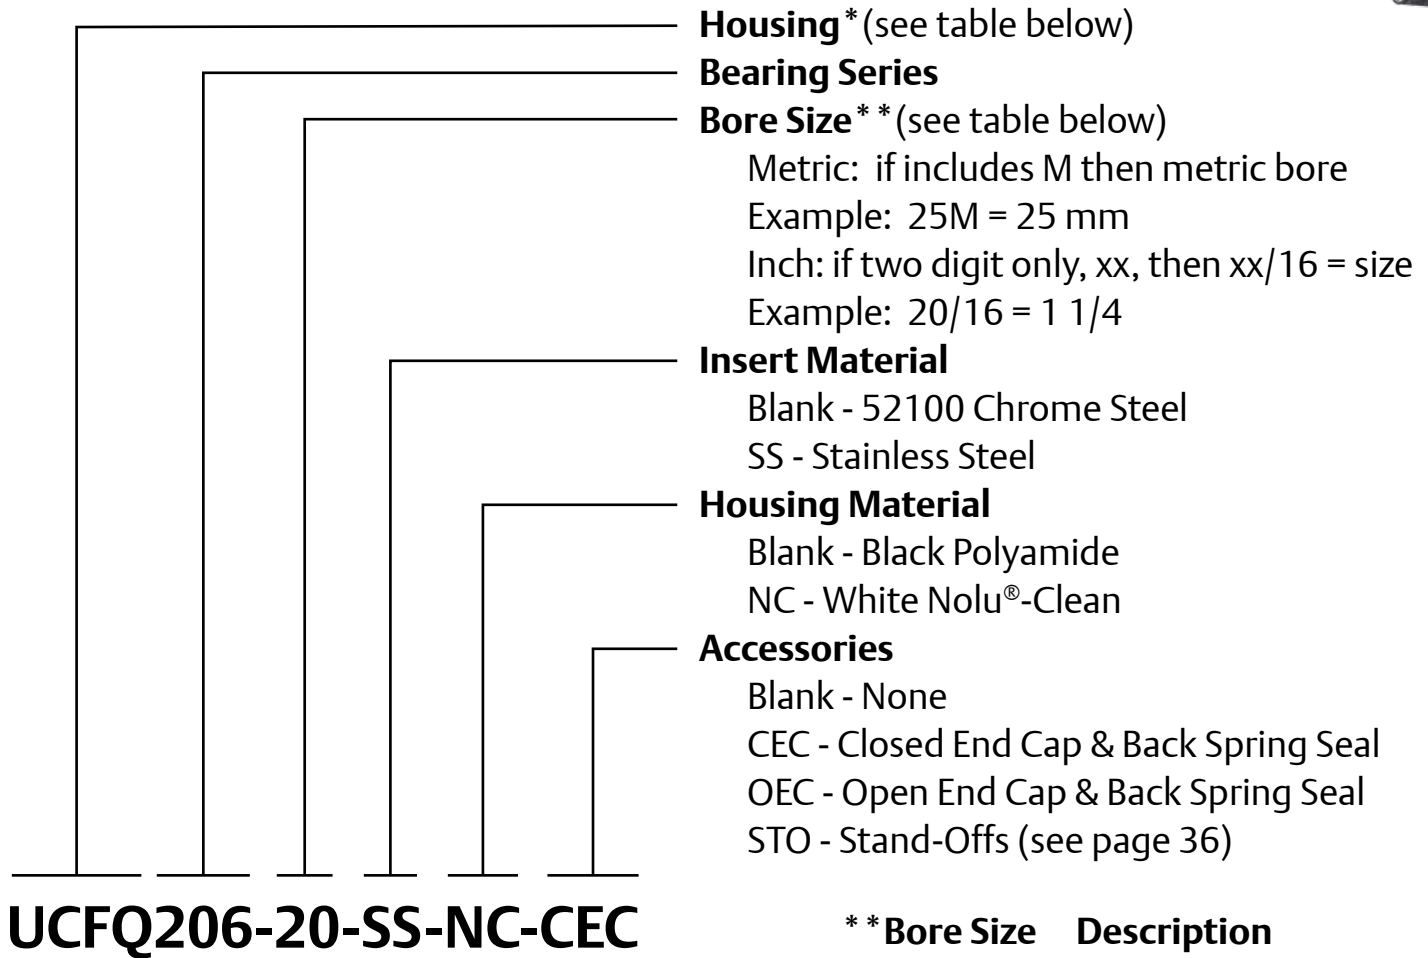 Housing*(see table below)
Bearing Series
Bore Size**(see table below)
Metric:  if includes M then metric bore
Example:  25M = 25 mm
Inch: if two digit only, xx, then xx/16 = size
Example:  20/16 = 1 1/4
Insert Material
Blank - 52100 Chrome Steel
SS - Stainless Steel
Housing Material
Blank - Black Polyamide
NC - White Nolu®-Clean
Accessories
Blank - None
CEC - Closed End Cap & Back Spring Seal
OEC - Open End Cap & Back Spring Seal
STO - Stand-Offs (see page 36)
UCFQ206-20-SS-NC-CEC
**Bore Size Description